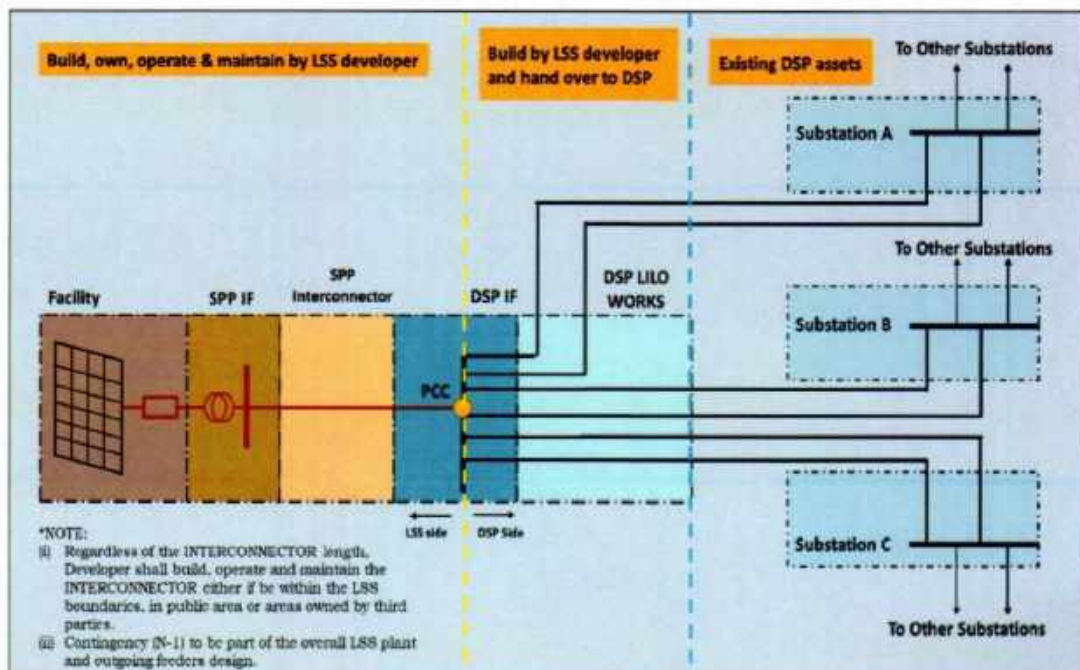 Build, own, operate & maintain by LSS developer
Build by LSS developer
and hand over to DSP
Existing DSP assets
To Other Substations
Substation A
To Other Substations
Substation B
Substation C
To Other Substations
Facility
SPP IF
SPP
Interconnector
DSP IF
DSP LILO
WORKS
PCC
LSS side
DSP Side
*NOTE:
(i) Regardless of the INTERCONNECTOR length,
Developer shall build, operate and maintain the
INTERCONNECTOR either if be within the LSS
boundaries, in public area or areas owned by third
parties.
(ii) Contingency (N-1) to be part of the overall LSS plant
and outgoing feeders design.